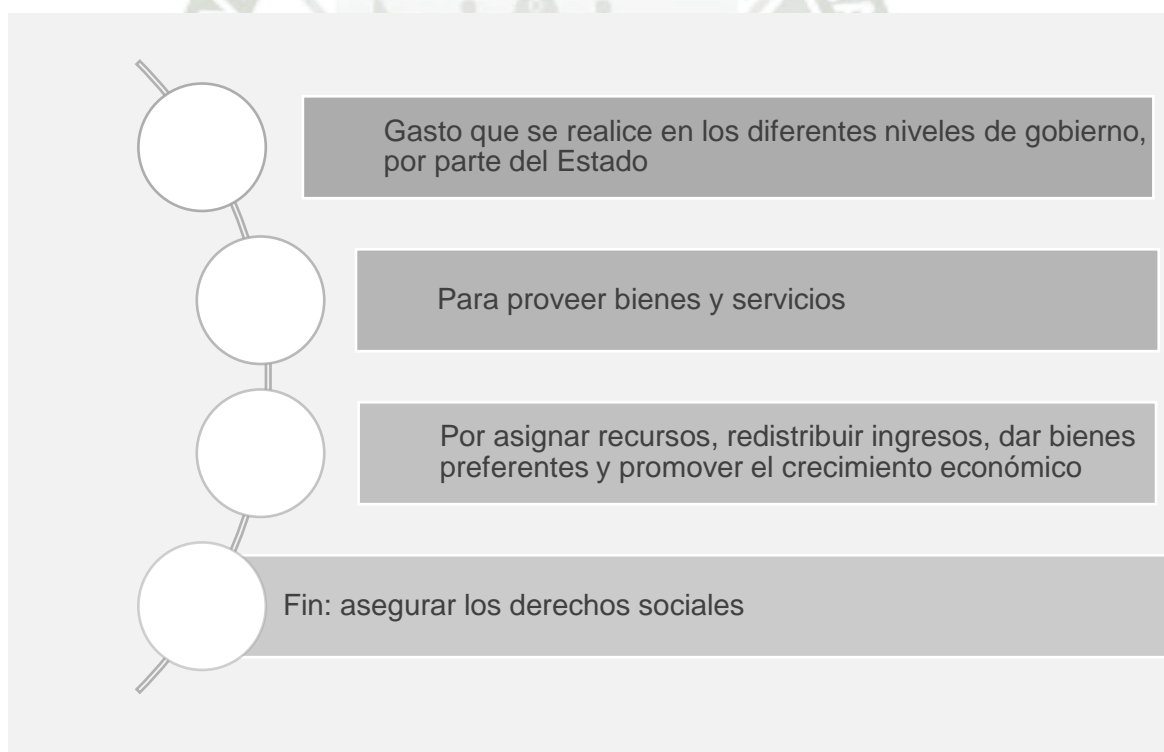 Gasto que se realice en los diferentes niveles de gobierno,
por parte del Estado
Para proveer bienes y servicios
Por asignar recursos, redistribuir ingresos, dar bienes
preferentes y promover el crecimiento económico
Fin: asegurar los derechos sociales